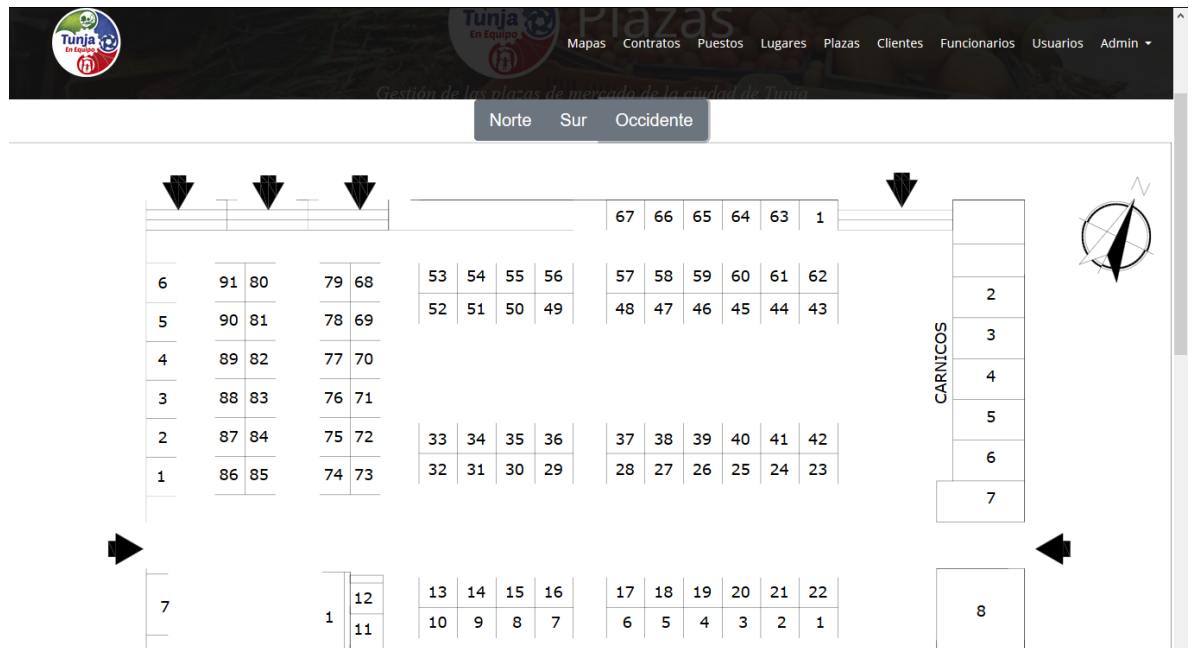 Tunja
En Equipo
Tunja
En Equipo
Plazas
Mapas Contratos Puestos Lugares Plazas Clientes Funcionarios Usuarios Admin
Gestión de las plazas de mercado de la ciudad de Tunja
Norte Sur Occidente
N
67 66 65 64 63 1
6 91 80 79 68 53 54 55 56 57 58 59 60 61 62
2
5 90 81 78 69 52 51 50 49 48 47 46 45 44 43
3
4 89 82 77 70
CARNICOS
4
3 88 83 76 71
5
2 87 84 75 72 33 34 35 36 37 38 39 40 41 42
6
1 86 85 74 73 32 31 30 29 28 27 26 25 24 23
7
12 13 14 15 16 17 18 19 20 21 22
7 1 8
11 10 9 8 7 6 5 4 3 2 1